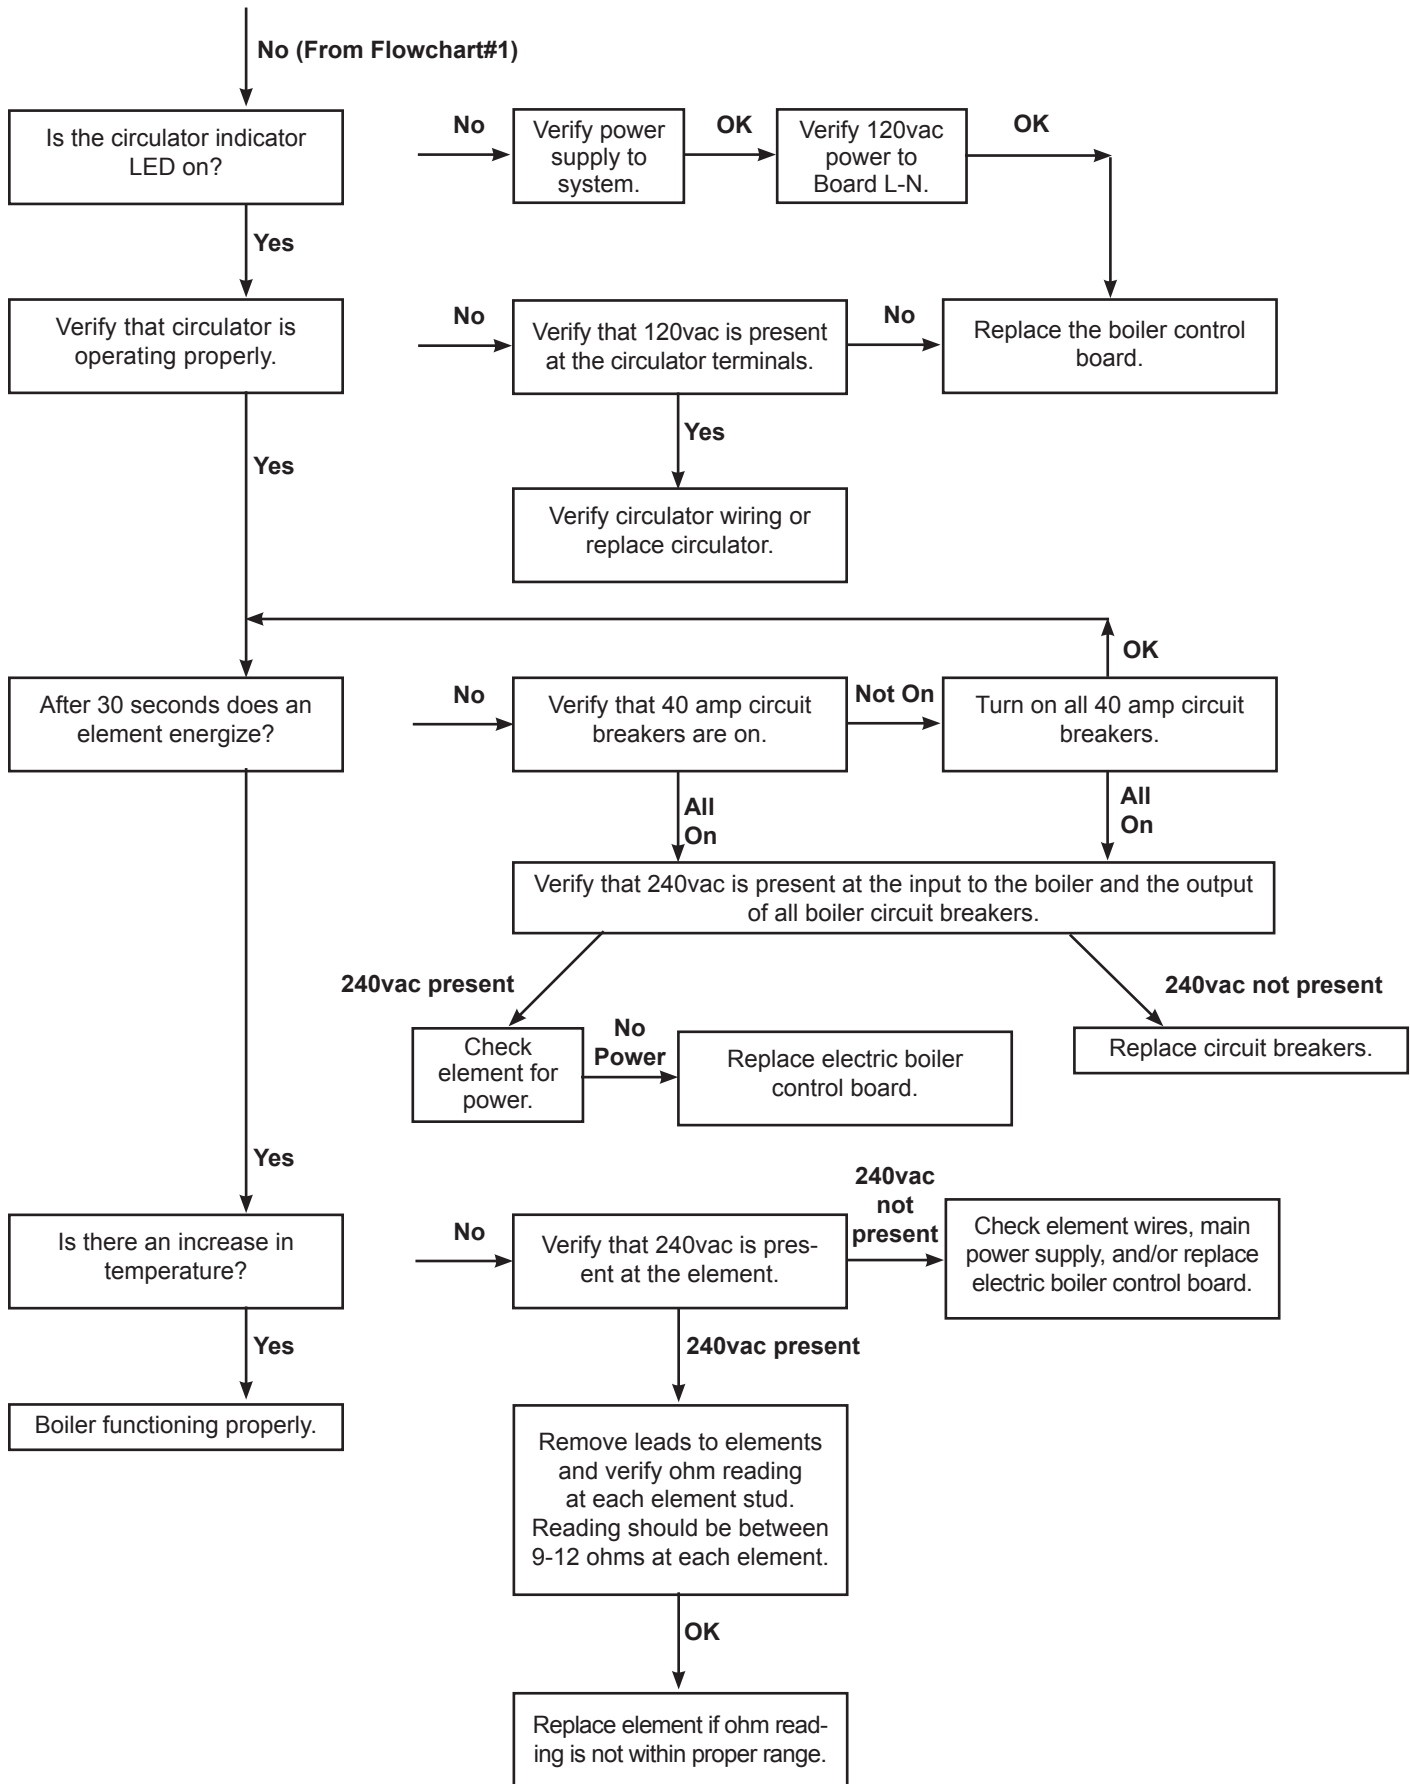 No (From Flowchart#1)
Is the circulator indicator
LED on?
No
Verify power
supply to
system.
OK
Verify 120vac
power to
Board L-N.
OK
Yes
Verify that circulator is
operating properly.
No
Verify that 120vac is present
at the circulator terminals.
No
Replace the boiler control
board.
Yes
Verify circulator wiring or
replace circulator.
Yes
OK
After 30 seconds does an
element energize?
No
Verify that 40 amp circuit
breakers are on.
Not On
Turn on all 40 amp circuit
breakers.
All
On
All
On
Verify that 240vac is present at the input to the boiler and the output
of all boiler circuit breakers.
240vac present
240vac not present
Check
element for
power.
No
Power
Replace electric boiler
control board.
Replace circuit breakers.
Yes
Is there an increase in
temperature?
No
Verify that 240vac is pres-
ent at the element.
240vac
not
present
Check element wires, main
power supply, and/or replace
electric boiler control board.
Yes
240vac present
Boiler functioning properly.
Remove leads to elements
and verify ohm reading
at each element stud.
Reading should be between
9-12 ohms at each element.
OK
Replace element if ohm read-
ing is not within proper range.